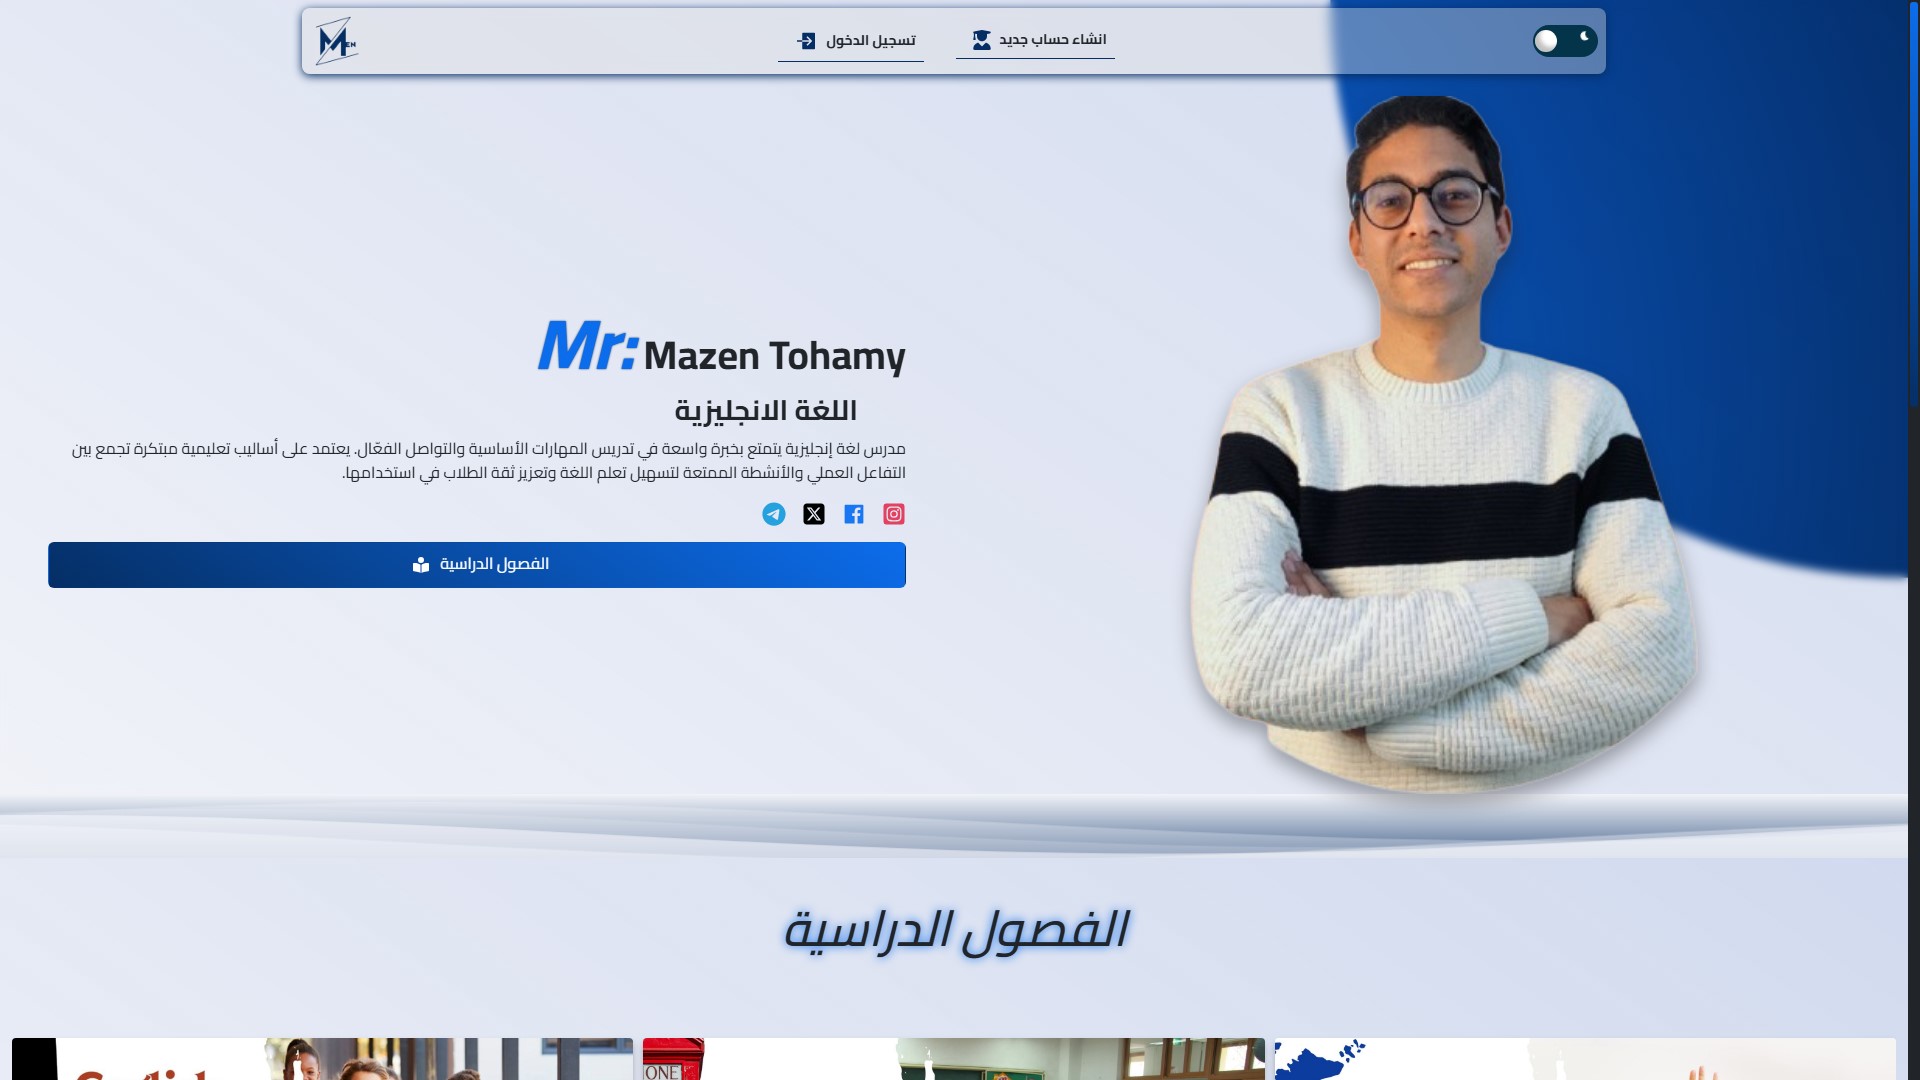 انشاء حساب جديد
تسجيل الدخول
MEN
Mr: Mazen Tohamy
اللغة الانجليزية
مدرس لغة إنجليزية يتمتع بخبرة واسعة في تدريس المهارات الأساسية والتواصل الفعّال. يعتمد على أساليب تعليمية مبتكرة تجمع بين
التفاعل العملي والأنشطة الممتعة لتسهيل تعلم اللغة وتعزيز ثقة الطلاب في استخدامها.
الفصول الدراسية
الفصول الدراسية
ONE